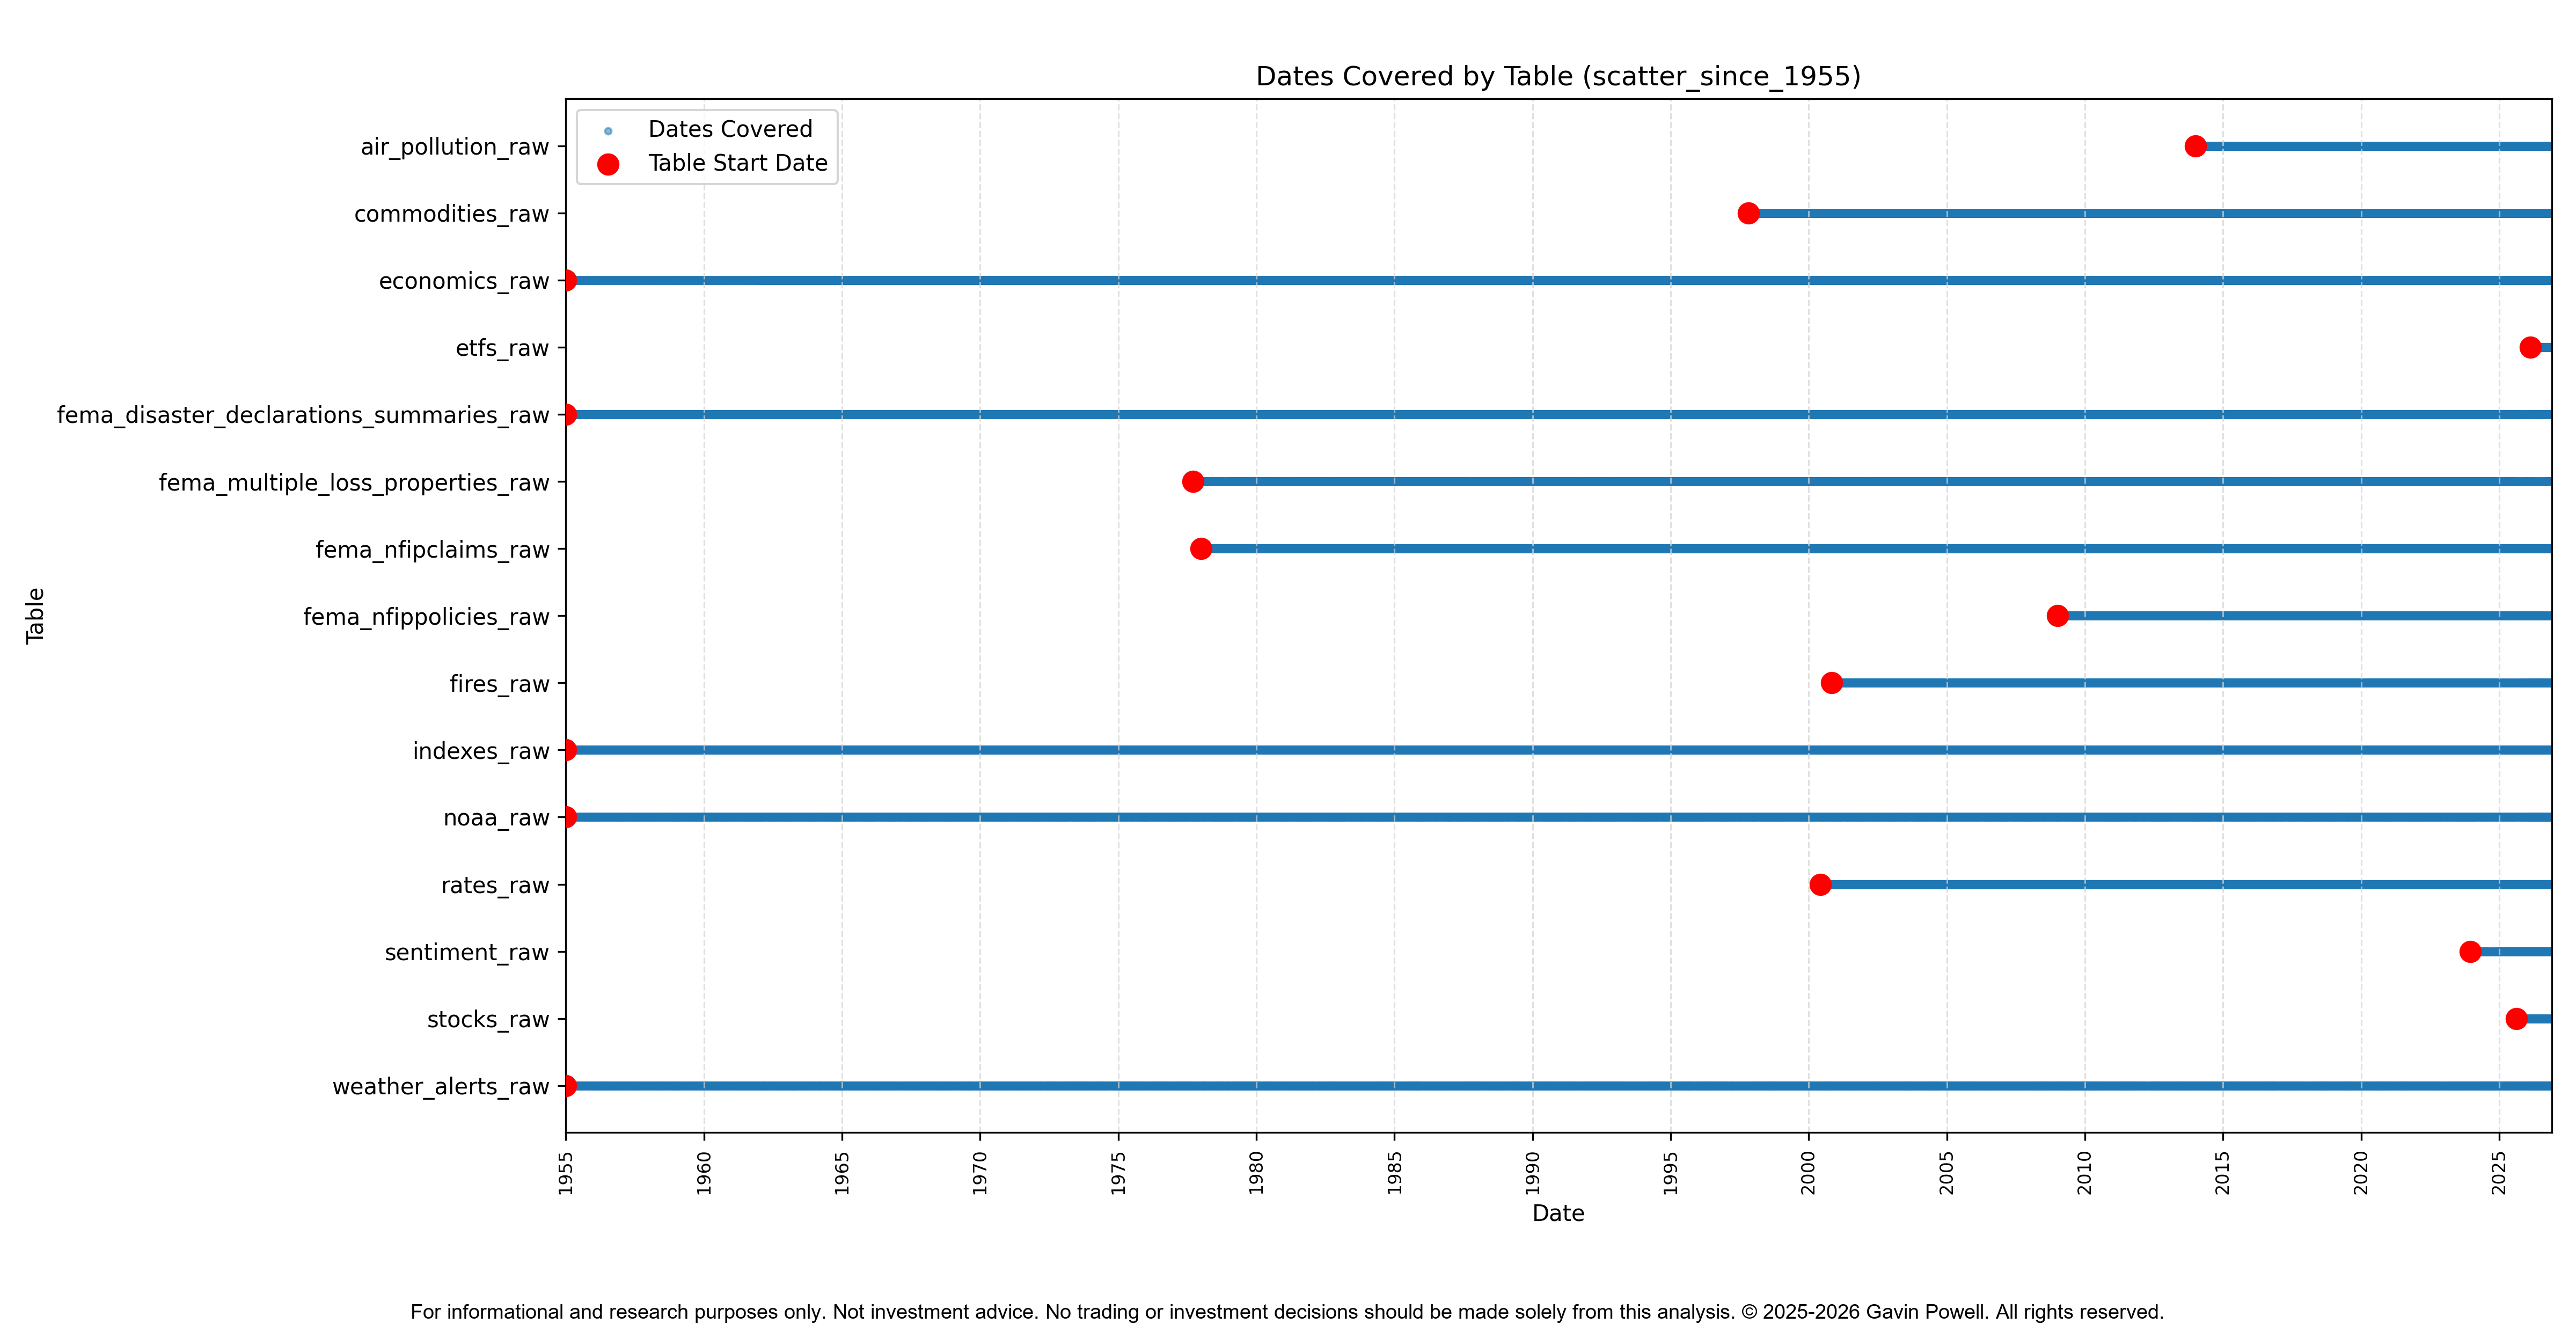 Dates Covered by Table (scatter_since_1955)
Dates Covered
Table Start Date
Table
air_pollution_raw
commodities_raw
economics_raw
etfs_raw
fema_disaster_declarations_summaries_raw
fema_multiple_loss_properties_raw
fema_nfipclaims_raw
fema_nfippolicies_raw
fires_raw
indexes_raw
noaa_raw
rates_raw
sentiment_raw
stocks_raw
weather_alerts_raw
1955
1960
1965
1970
1975
1980
1985
1990
1995
2000
2005
2010
2015
2020
2025
Date
For informational and research purposes only. Not investment advice. No trading or investment decisions should be made solely from this analysis. © 2025-2026 Gavin Powell. All rights reserved.